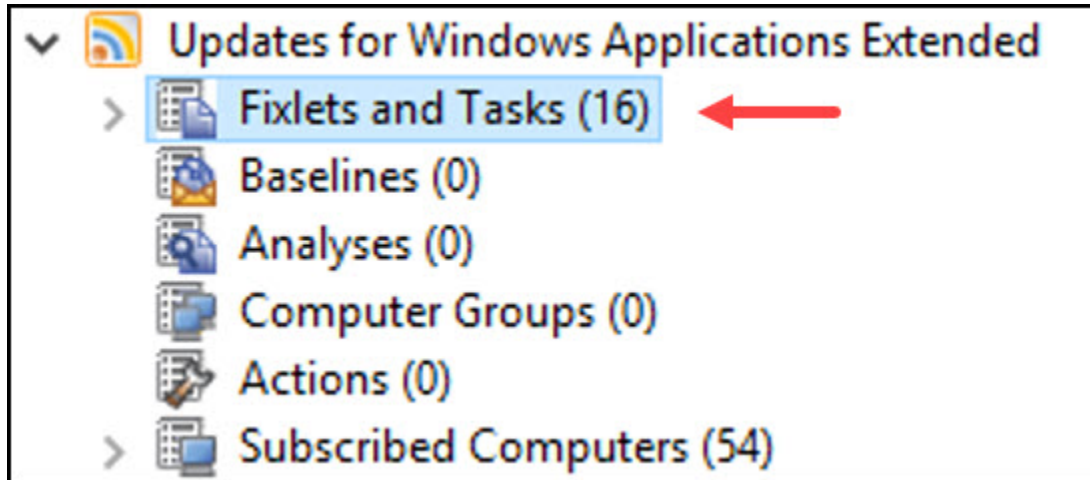 Updates for Windows Applications Extended
Fixlets and Tasks (16)
Baselines (0)
Analyses (0)
Computer Groups (0)
Actions (0)
Subscribed Computers (54)